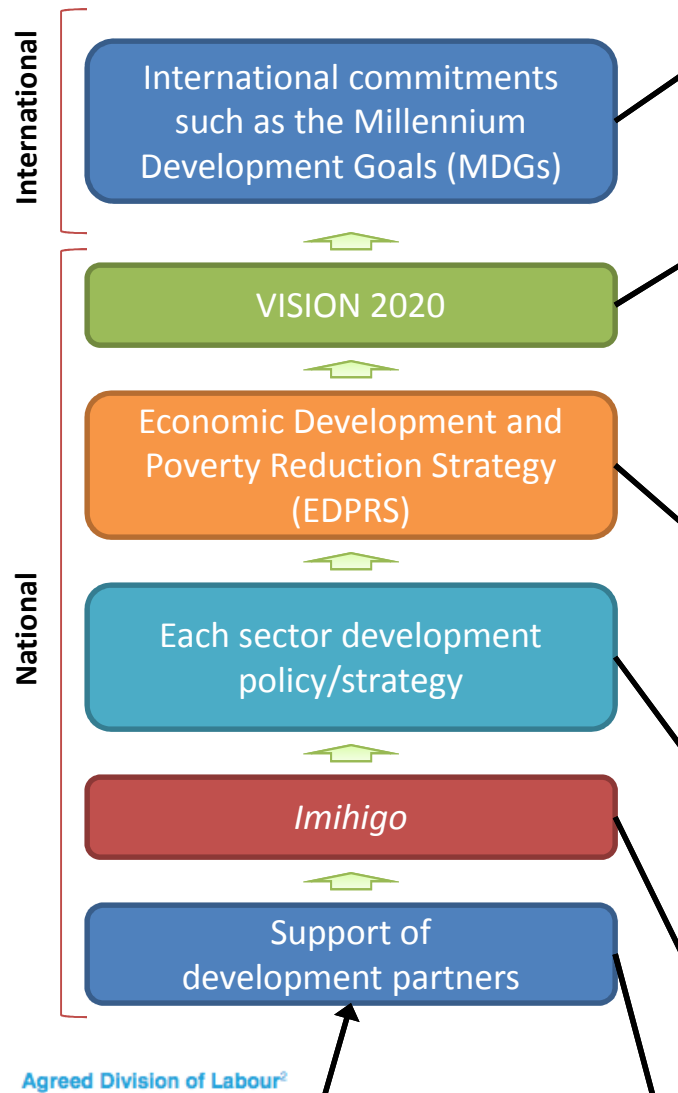 International
International commitments
such as the Millennium
Development Goals (MDGs)
National
VISION 2020
Economic Development and
Poverty Reduction Strategy
(EDPRS)
Each sector development
policy/strategy
Imihigo
Support of
development partners
Agreed Division of Labour²